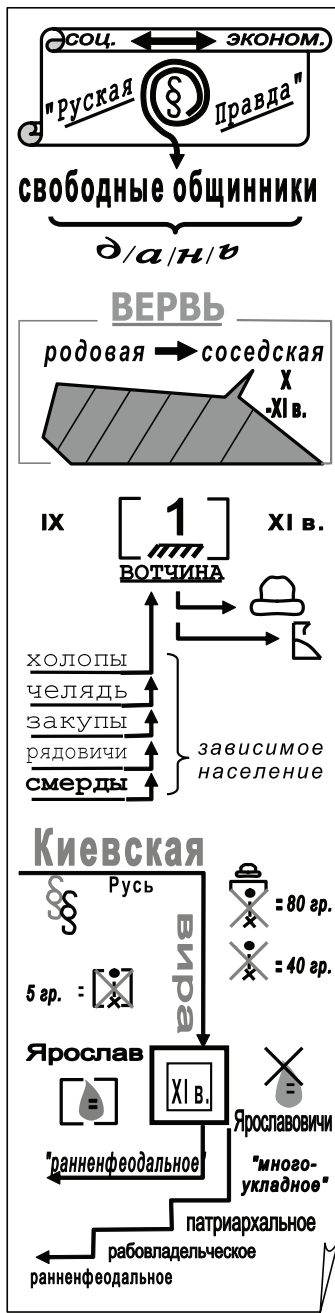 СОЦ. ЭКОНОМ.
"Руская Правда"
§
свободные общинники
д/а/н/ь
ВЕРВЬ
родовая соседская
X
-XI в.
IX 1 XI в.
ВОТЧИНА
холопы
челядь
закупы
рядовичи
смерды
зависимое
население
Киевская
Русь
§§
вира
= 80 гр.
= 40 гр.
5 гр. =
Ярослав
XI в.
=
=
Ярославовичи
"раннефеодальное"
"много-
укладное"
патриархальное
рабовладельческое
раннефеодальное